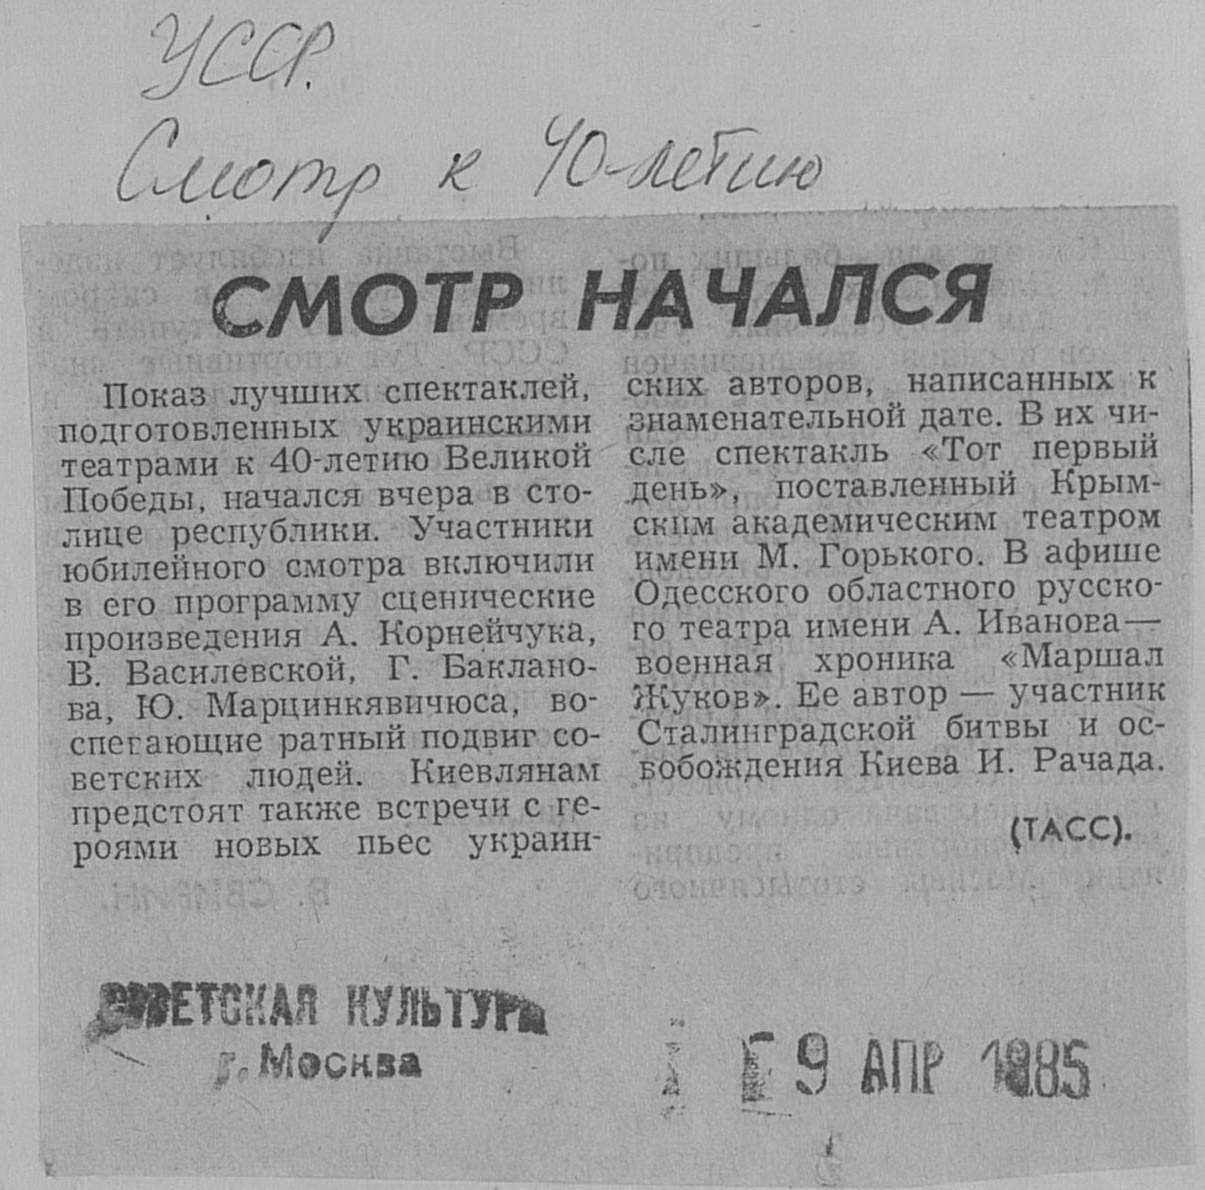 УССР.
Смотр к 40-летию
СМОТР НАЧАЛСЯ
Показ лучших спектаклей,
подготовленных украинскими
театрами к 40-летию Великой
Победы, начался вчера в сто-
лице республики. Участники
юбилейного смотра включили
в его программу сценические
произведения А. Корнейчука,
В. Василевской, Г. Баклано-
ва, Ю. Марцинкявичюса, во-
спевающие ратный подвиг со-
ветских людей. Киевлянам
предстоят также встречи с ге-
роями новых пьес украин-
ских авторов, написанных к
знаменательной дате. В их чи-
сле спектакль «Тот первый
день», поставленный Крым-
ским академическим театром
имени М. Горького. В афише
Одесского областного русско-
го театра имени А. Иванова—
военная хроника «Маршал
Жуков». Ее автор — участник
Сталинградской битвы и ос-
вобождения Киева И. Рачада.
(ТАСС).
СОВЕТСКАЯ КУЛЬТУРА
г. Москва
9 АПР 1985